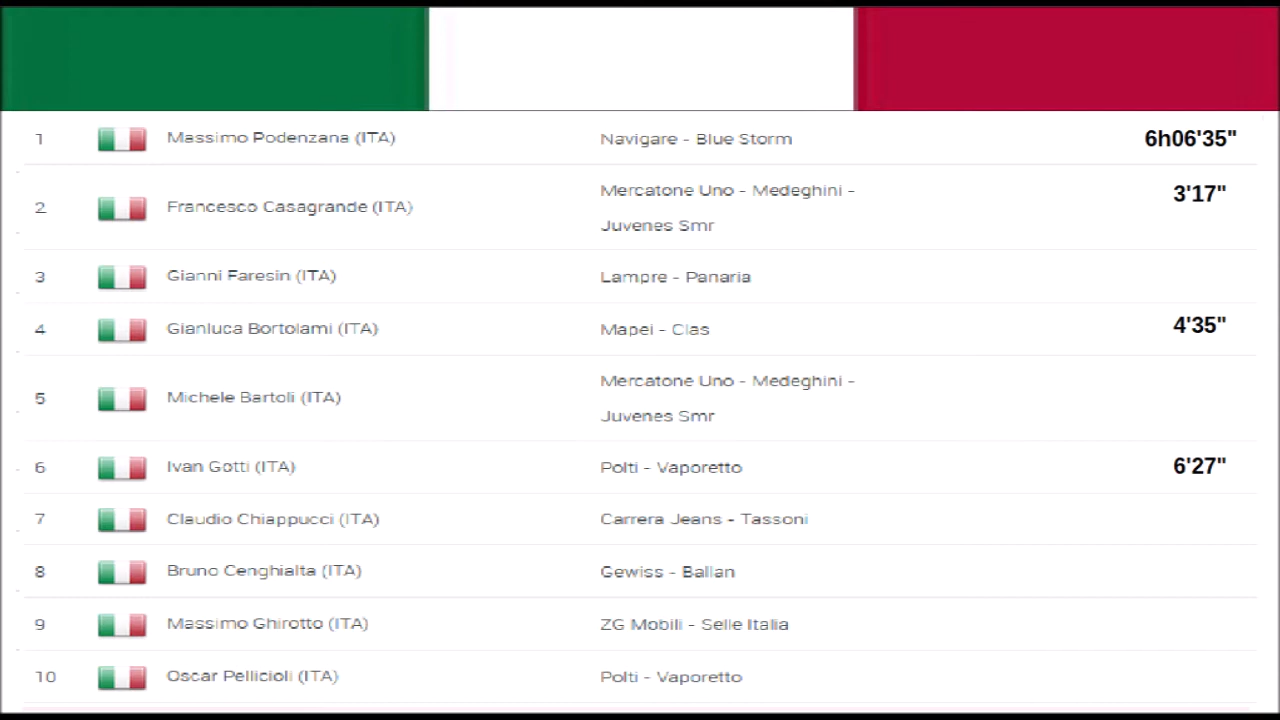 1 Massimo Podenzana (ITA) Navigare - Blue Storm 6h06'35"
2 Francesco Casagrande (ITA) Mercatone Uno - Medeghini - Juvenes Smr 3'17"
3 Gianni Faresin (ITA) Lampre - Panaria
4 Gianluca Bortolami (ITA) Mapei - Clas 4'35"
5 Michele Bartoli (ITA) Mercatone Uno - Medeghini - Juvenes Smr
6 Ivan Gotti (ITA) Polti - Vaporetto 6'27"
7 Claudio Chiappucci (ITA) Carrera Jeans - Tassoni
8 Bruno Cenghialta (ITA) Gewiss - Ballan
9 Massimo Ghirotto (ITA) ZG Mobili - Selle Italia
10 Oscar Pellicioli (ITA) Polti - Vaporetto